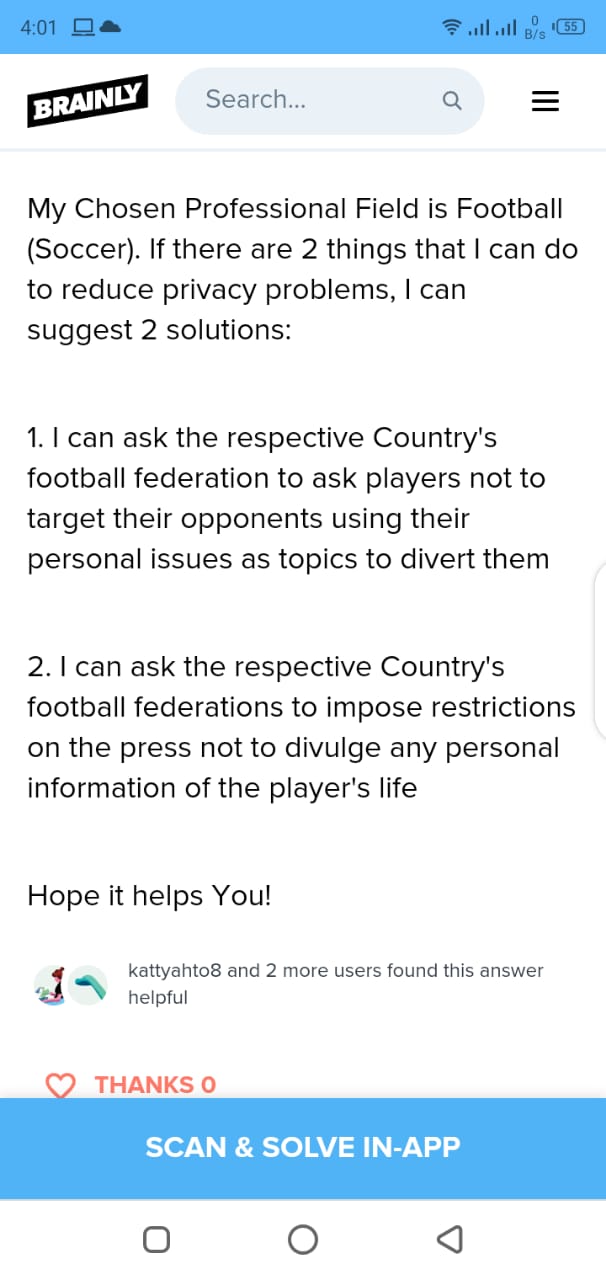 4:01
0
B/s
55
BRAINLY
Search...
My Chosen Professional Field is Football
(Soccer). If there are 2 things that I can do
to reduce privacy problems, I can
suggest 2 solutions:
1. I can ask the respective Country's
football federation to ask players not to
target their opponents using their
personal issues as topics to divert them
2. I can ask the respective Country's
football federations to impose restrictions
on the press not to divulge any personal
information of the player's life
Hope it helps You!
kattyahto8 and 2 more users found this answer
helpful
THANKS 0
SCAN & SOLVE IN-APP